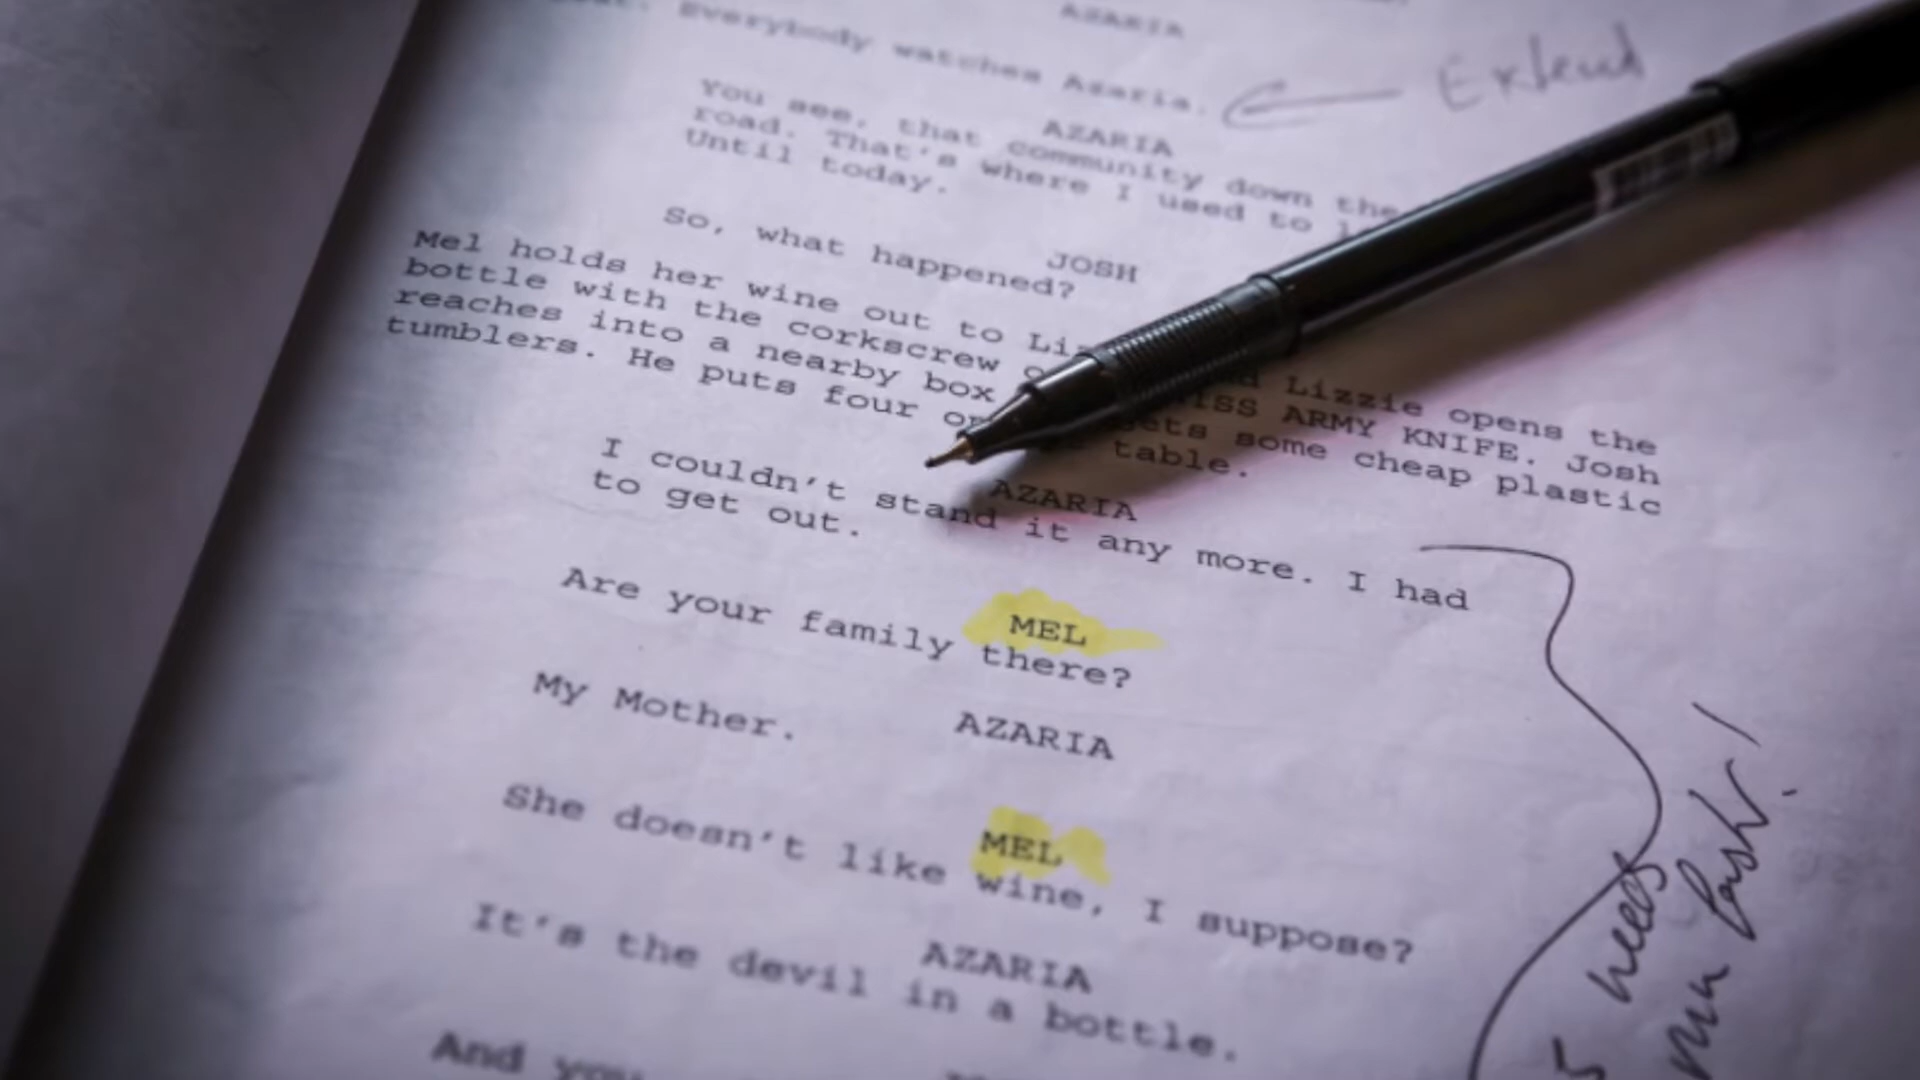 AZARIA
Everybody watches Azaria.
Extend
AZARIA
You see, that community down the
road. That's where I used to
Until today.
JOSH
So, what happened?
Mel holds her wine out to Lizzie opens the
bottle with the corkscrew ARMY KNIFE. Josh
reaches into a nearby box some cheap plastic
tumblers. He puts four table.
AZARIA
I couldn't stand it any more. I had
to get out.
MEL
Are your family there?
AZARIA
My Mother.
MEL
She doesn't like wine, I suppose?
AZARIA
It's the devil in a bottle.
And you
needs
run